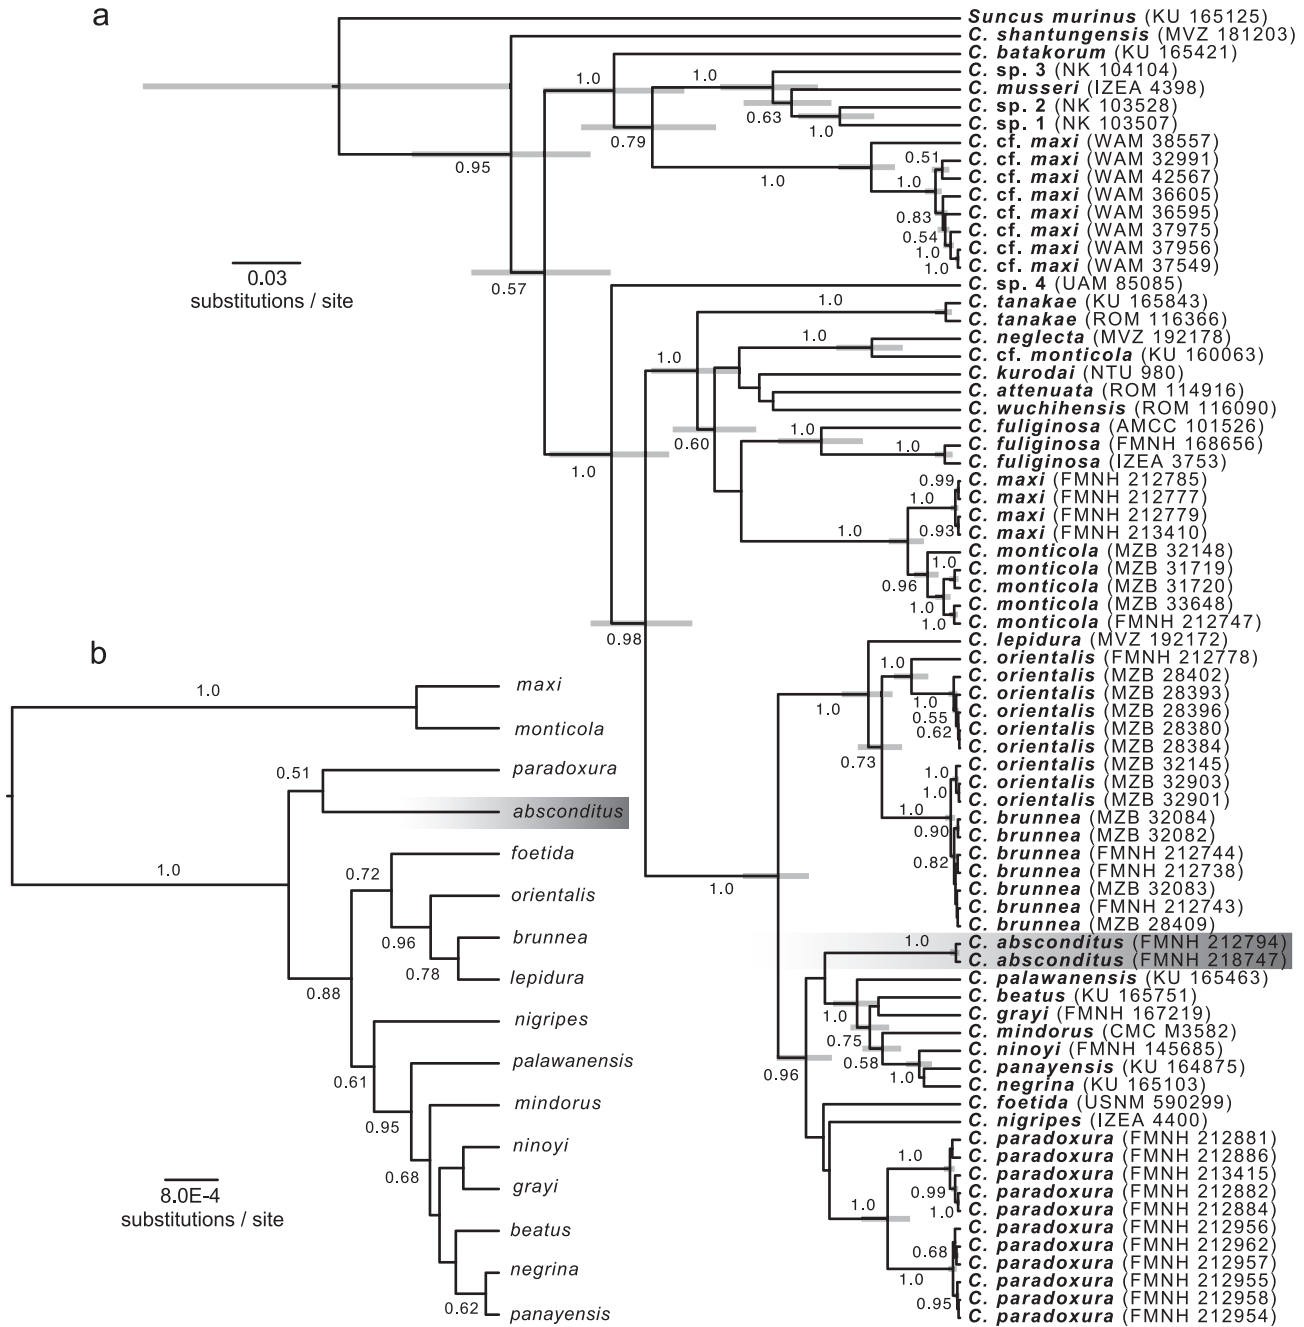 a
Suncus murinus (KU 165125)
C. shantungensis (MVZ 181203)
C. batakorum (KU 165421)
C. sp. 3 (NK 104104)
C. musseri (IZEA 4398)
C. sp. 2 (NK 103528)
C. sp. 1 (NK 103507)
C. cf. maxi (WAM 38557)
C. cf. maxi (WAM 32991)
C. cf. maxi (WAM 42567)
C. cf. maxi (WAM 36605)
C. cf. maxi (WAM 36595)
C. cf. maxi (WAM 37975)
C. cf. maxi (WAM 37956)
C. cf. maxi (WAM 37549)
C. sp. 4 (UAM 85085)
C. tanakae (KU 165843)
C. tanakae (ROM 116366)
C. neglecta (MVZ 192178)
C. cf. monticola (KU 160063)
C. kurodai (NTU 980)
C. attenuata (ROM 114916)
C. wuchihensis (ROM 116090)
C. fuliginosa (AMCC 101526)
C. fuliginosa (FMNH 168656)
C. fuliginosa (IZEA 3753)
C. maxi (FMNH 212785)
C. maxi (FMNH 212777)
C. maxi (FMNH 212779)
C. maxi (FMNH 213410)
C. monticola (MZB 32148)
C. monticola (MZB 31719)
C. monticola (MZB 31720)
C. monticola (MZB 33648)
C. monticola (FMNH 212747)
C. lepidura (MVZ 192172)
C. orientalis (FMNH 212778)
C. orientalis (MZB 28402)
C. orientalis (MZB 28393)
C. orientalis (MZB 28396)
C. orientalis (MZB 28380)
C. orientalis (MZB 28384)
C. orientalis (MZB 32145)
C. orientalis (MZB 32903)
C. orientalis (MZB 32901)
C. brunnea (MZB 32084)
C. brunnea (MZB 32082)
C. brunnea (FMNH 212744)
C. brunnea (FMNH 212738)
C. brunnea (MZB 32083)
C. brunnea (FMNH 212743)
C. brunnea (MZB 28409)
C. absconditus (FMNH 212794)
C. absconditus (FMNH 218747)
C. palawanensis (KU 165463)
C. beatus (KU 165751)
C. grayi (FMNH 167219)
C. mindorus (CMC M3582)
C. ninoyi (FMNH 145685)
C. panayensis (KU 164875)
C. negrina (KU 165103)
C. foetida (USNM 590299)
C. nigripes (IZEA 4400)
C. paradoxura (FMNH 212881)
C. paradoxura (FMNH 212886)
C. paradoxura (FMNH 213415)
C. paradoxura (FMNH 212882)
C. paradoxura (FMNH 212884)
C. paradoxura (FMNH 212956)
C. paradoxura (FMNH 212962)
C. paradoxura (FMNH 212957)
C. paradoxura (FMNH 212955)
C. paradoxura (FMNH 212958)
C. paradoxura (FMNH 212954)
1.0
1.0
0.63
1.0
0.79
0.95
1.0
0.51
1.0
0.83
0.54
1.0
1.0
0.57
0.03
substitutions / site
1.0
1.0
1.0
0.60
1.0
1.0
1.0
0.99
1.0
0.93
1.0
1.0
0.96
1.0
1.0
0.98
1.0
1.0
1.0
0.55
0.62
0.73
1.0
1.0
1.0
0.90
0.82
1.0
1.0
1.0
0.75
0.58
1.0
0.96
1.0
0.99
1.0
1.0
0.68
1.0
0.95
b
maxi
monticola
paradoxura
absconditus
foetida
orientalis
brunnea
lepidura
nigripes
palawanensis
mindorus
ninoyi
grayi
beatus
negrina
panayensis
1.0
0.51
1.0
0.72
0.96
0.78
0.88
0.61
0.95
0.68
0.62
8.0E-4
substitutions / site